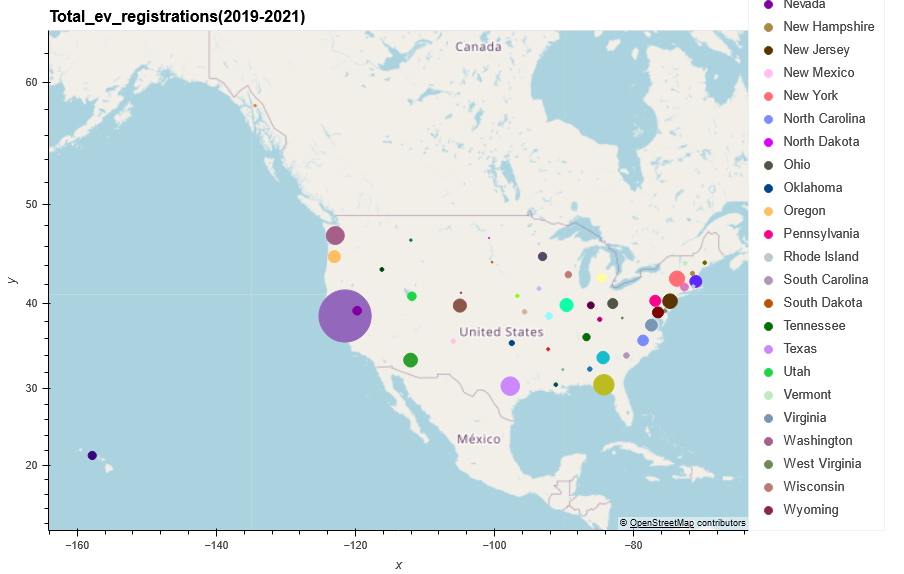 Total_ev_registrations(2019-2021)
Canada
United States
México
60
50
40
30
20
y
−160
−140
−120
−100
−80
x
© OpenStreetMap contributors
Nevada
New Hampshire
New Jersey
New Mexico
New York
North Carolina
North Dakota
Ohio
Oklahoma
Oregon
Pennsylvania
Rhode Island
South Carolina
South Dakota
Tennessee
Texas
Utah
Vermont
Virginia
Washington
West Virginia
Wisconsin
Wyoming